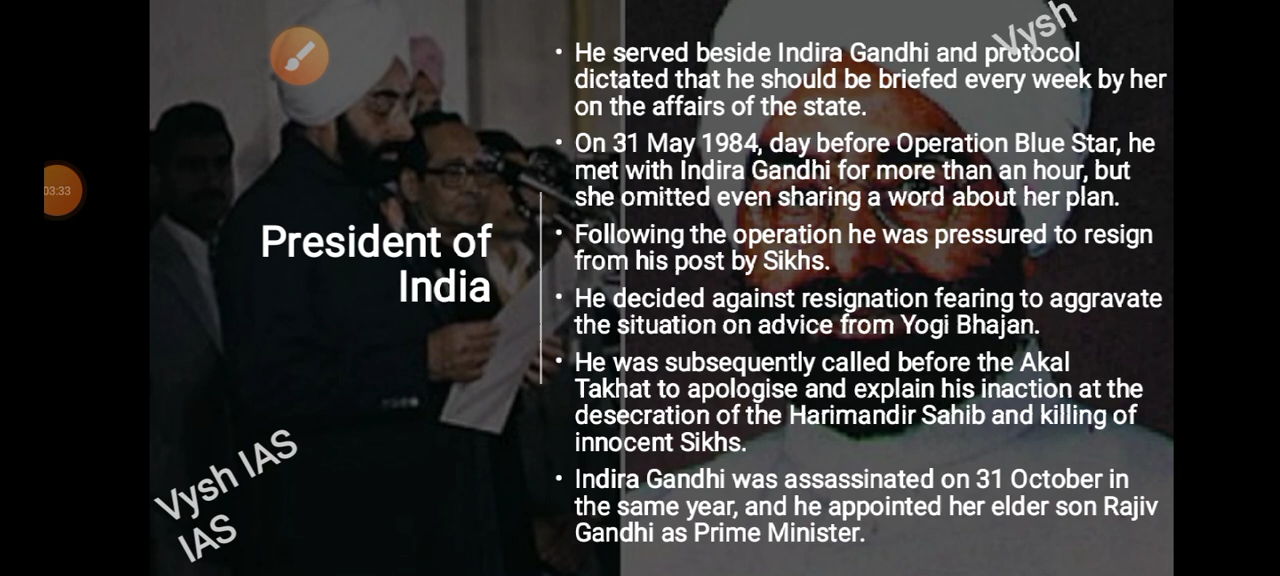 Vysh
03:33
President of
India
• He served beside Indira Gandhi and protocol
dictated that he should be briefed every week by her
on the affairs of the state.
• On 31 May 1984, day before Operation Blue Star, he
met with Indira Gandhi for more than an hour, but
she omitted even sharing a word about her plan.
• Following the operation he was pressured to resign
from his post by Sikhs.
• He decided against resignation fearing to aggravate
the situation on advice from Yogi Bhajan.
• He was subsequently called before the Akal
Takhat to apologise and explain his inaction at the
desecration of the Harimandir Sahib and killing of
innocent Sikhs.
• Indira Gandhi was assassinated on 31 October in
the same year, and he appointed her elder son Rajiv
Gandhi as Prime Minister.
Vysh IAS
IAS